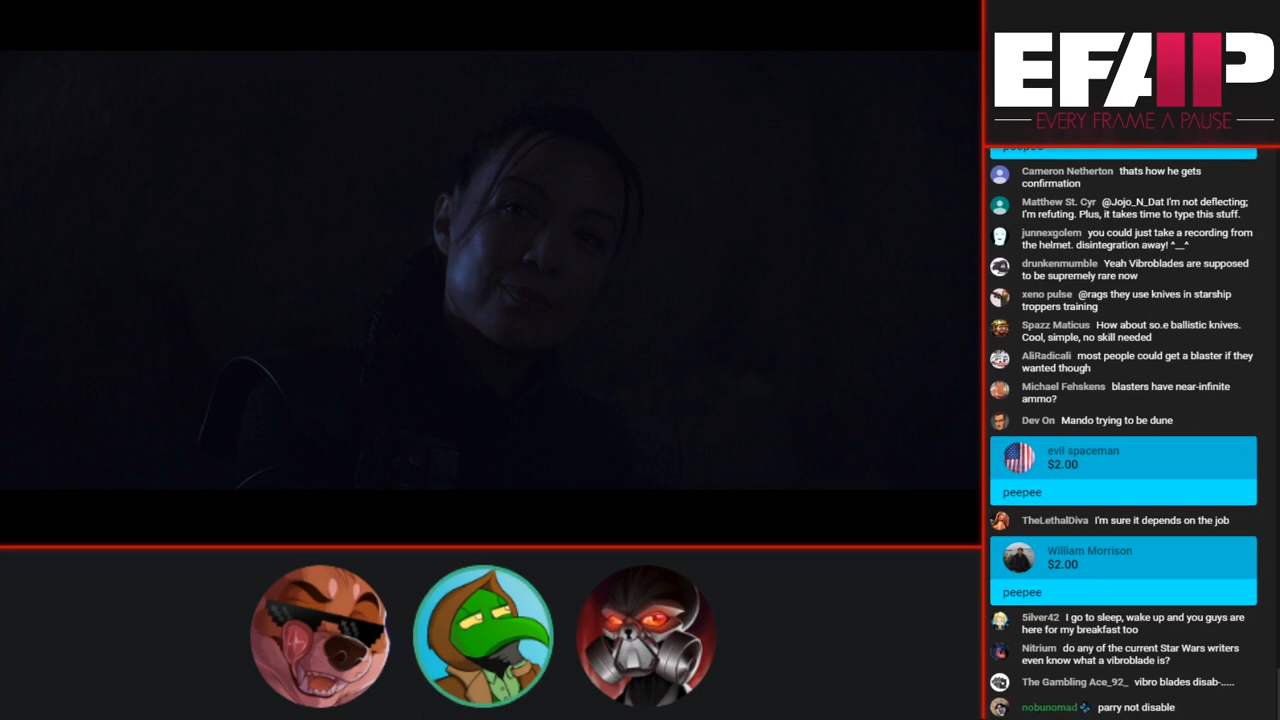 EFAP
EVERY FRAME A PAUSE
peepee
Cameron Netherton thats how he gets
confirmation
Matthew St. Cyr @Jojo_N_Dat I'm not deflecting;
I'm refuting. Plus, it takes time to type this stuff.
junnexgolem you could just take a recording from
the helmet. disintegration away! ^__^
drunkenmumble Yeah Vibroblades are supposed
to be supremely rare now
xeno pulse @rags they use knives in starship
troppers training
Spazz Maticus How about so.e ballistic knives.
Cool, simple, no skill needed
AliRadicali most people could get a blaster if they
wanted though
Michael Fehskens blasters have near-infinite
ammo?
Dev On Mando trying to be dune
evil spaceman
$2.00
peepee
TheLethalDiva I'm sure it depends on the job
William Morrison
$2.00
peepee
5ilver42 I go to sleep, wake up and you guys are
here for my breakfast too
Nitrium do any of the current Star Wars writers
even know what a vibroblade is?
The Gambling Ace_92_ vibro blades disab-.....
nobunomad parry not disable